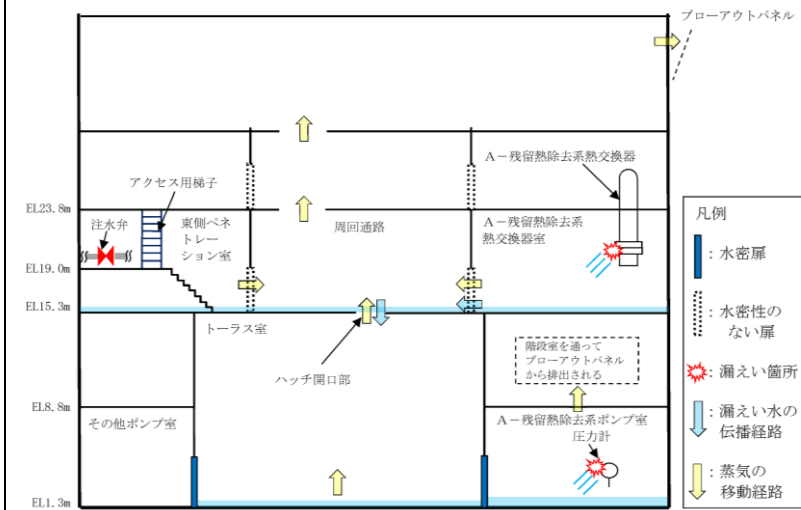 ブローアウトパネル
A-残留熱除去系熱交換器
アクセス用梯子
EL23.8m
注水弁
東側ペネ
トレー
ション室
周回通路
A-残留熱除去系
熱交換器室
EL19.0m
EL15.3m
トーラス室
ハッチ開口部
階段室を通って
ブローアウトパネル
から排出される
EL8.8m
その他ポンプ室
A-残留熱除去系ポンプ室
圧力計
EL1.3m
凡例
：水密扉
：水密性の
ない扉
：漏えい箇所
：漏えい水の
伝播経路
：蒸気の
移動経路